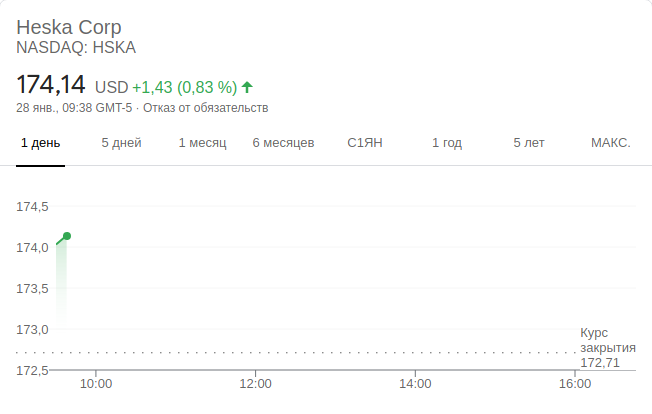 Heska Corp
NASDAQ: HSKA
174,14 USD +1,43 (0,83 %)
28 янв., 09:38 GMT-5 · Отказ от обязательств
1 день 5 дней 1 месяц 6 месяцев С1ЯН 1 год 5 лет МАКС.
174,5
174,0
173,5
173,0
Курс
закрытия
172,71
172,5
10:00 12:00 14:00 16:00